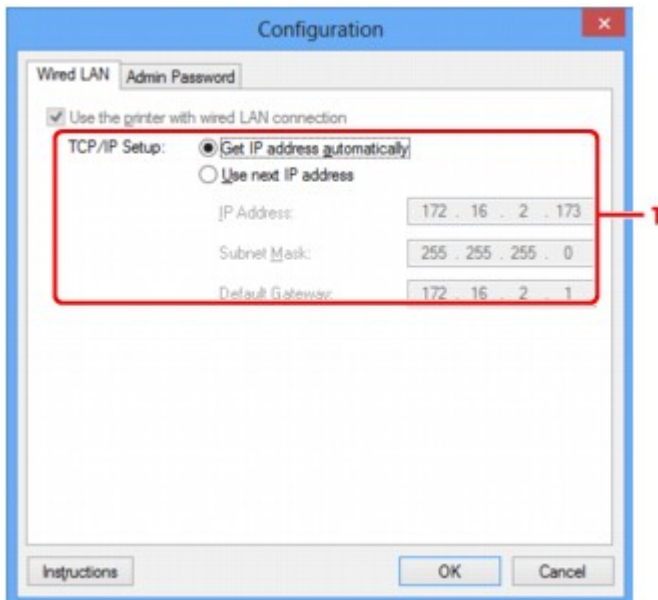 Configuration
Wired LAN
Admin Password
Use the printer with wired LAN connection
TCP/IP Setup:
Get IP address automatically
Use next IP address
IP Address: 172 . 16 . 2 . 173
1
Subnet Mask: 255 . 255 . 255 . 0
Default Gateway: 172 . 16 . 2 . 1
Instructions
OK
Cancel